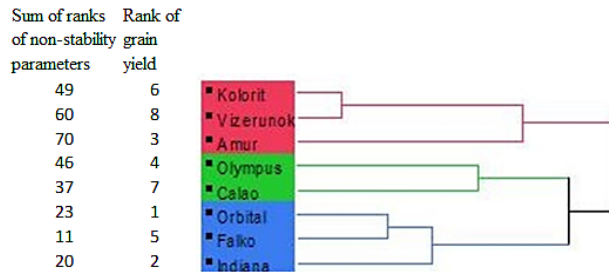 Sum of ranks Rank of
of non-stability grain
parameters yield
49 6 Kolorit
60 8 Vizerunok
70 3 Amur
46 4 Olympus
37 7 Calao
23 1 Orbital
11 5 Falko
20 2 Indiana